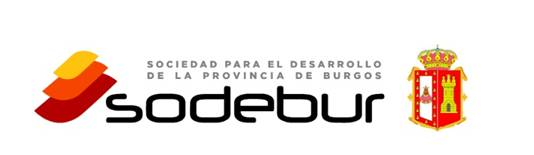 SOCIEDAD PARA EL DESARROLLO
DE LA PROVINCIA DE BURGOS
sodebur